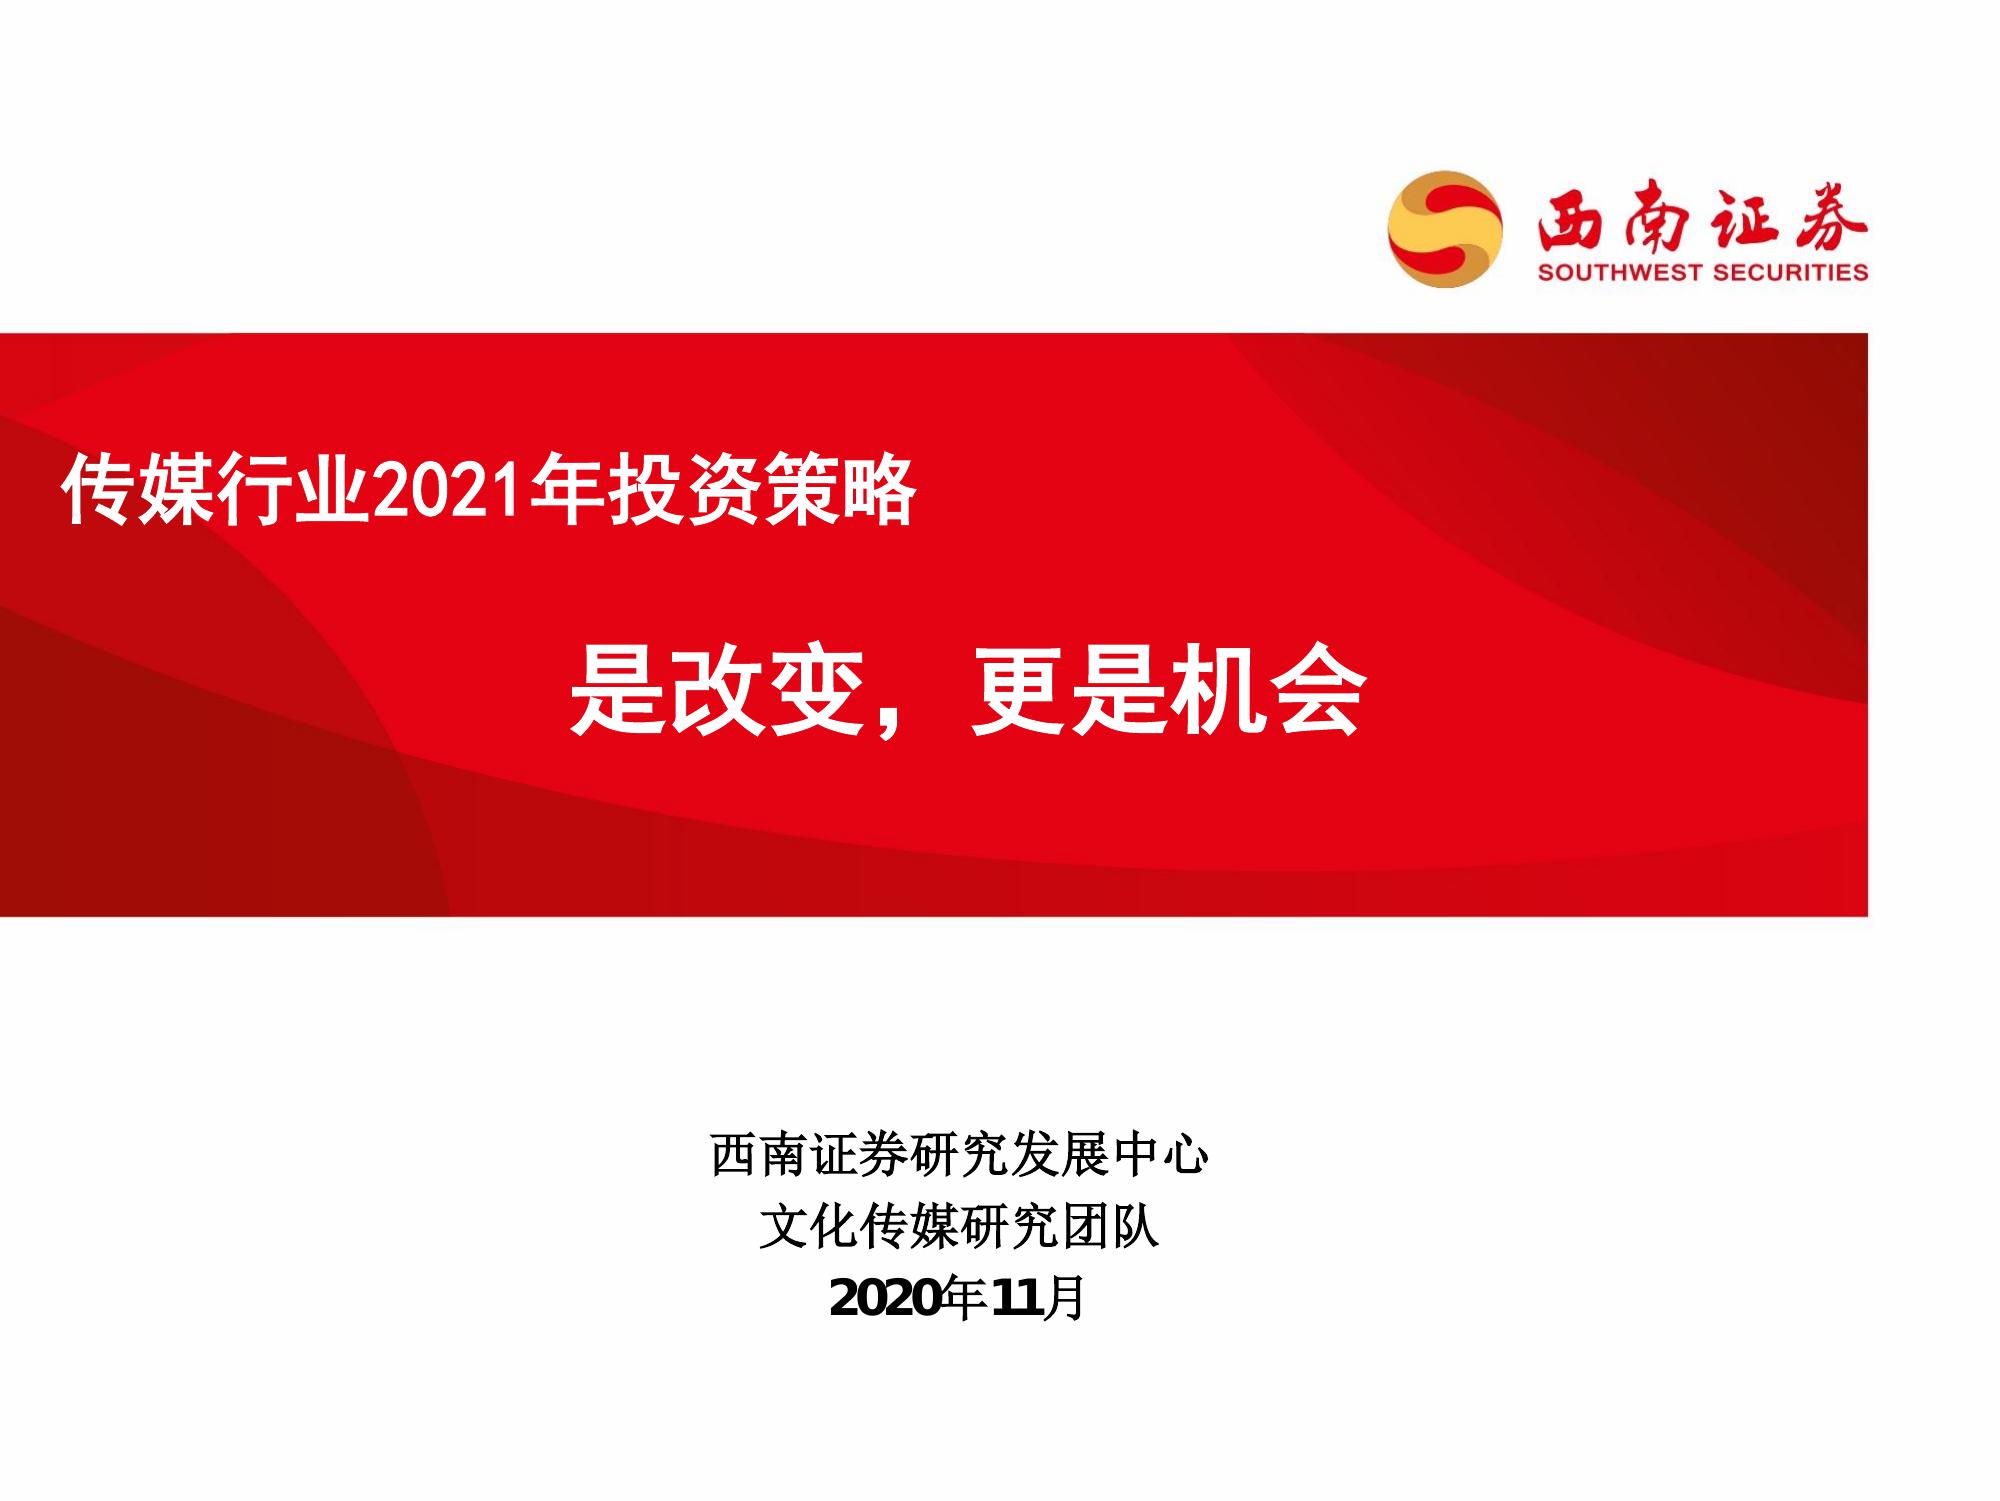 西南证券
SOUTHWEST SECURITIES
传媒行业2021年投资策略
是改变，更是机会
西南证券研究发展中心
文化传媒研究团队
2020年11月